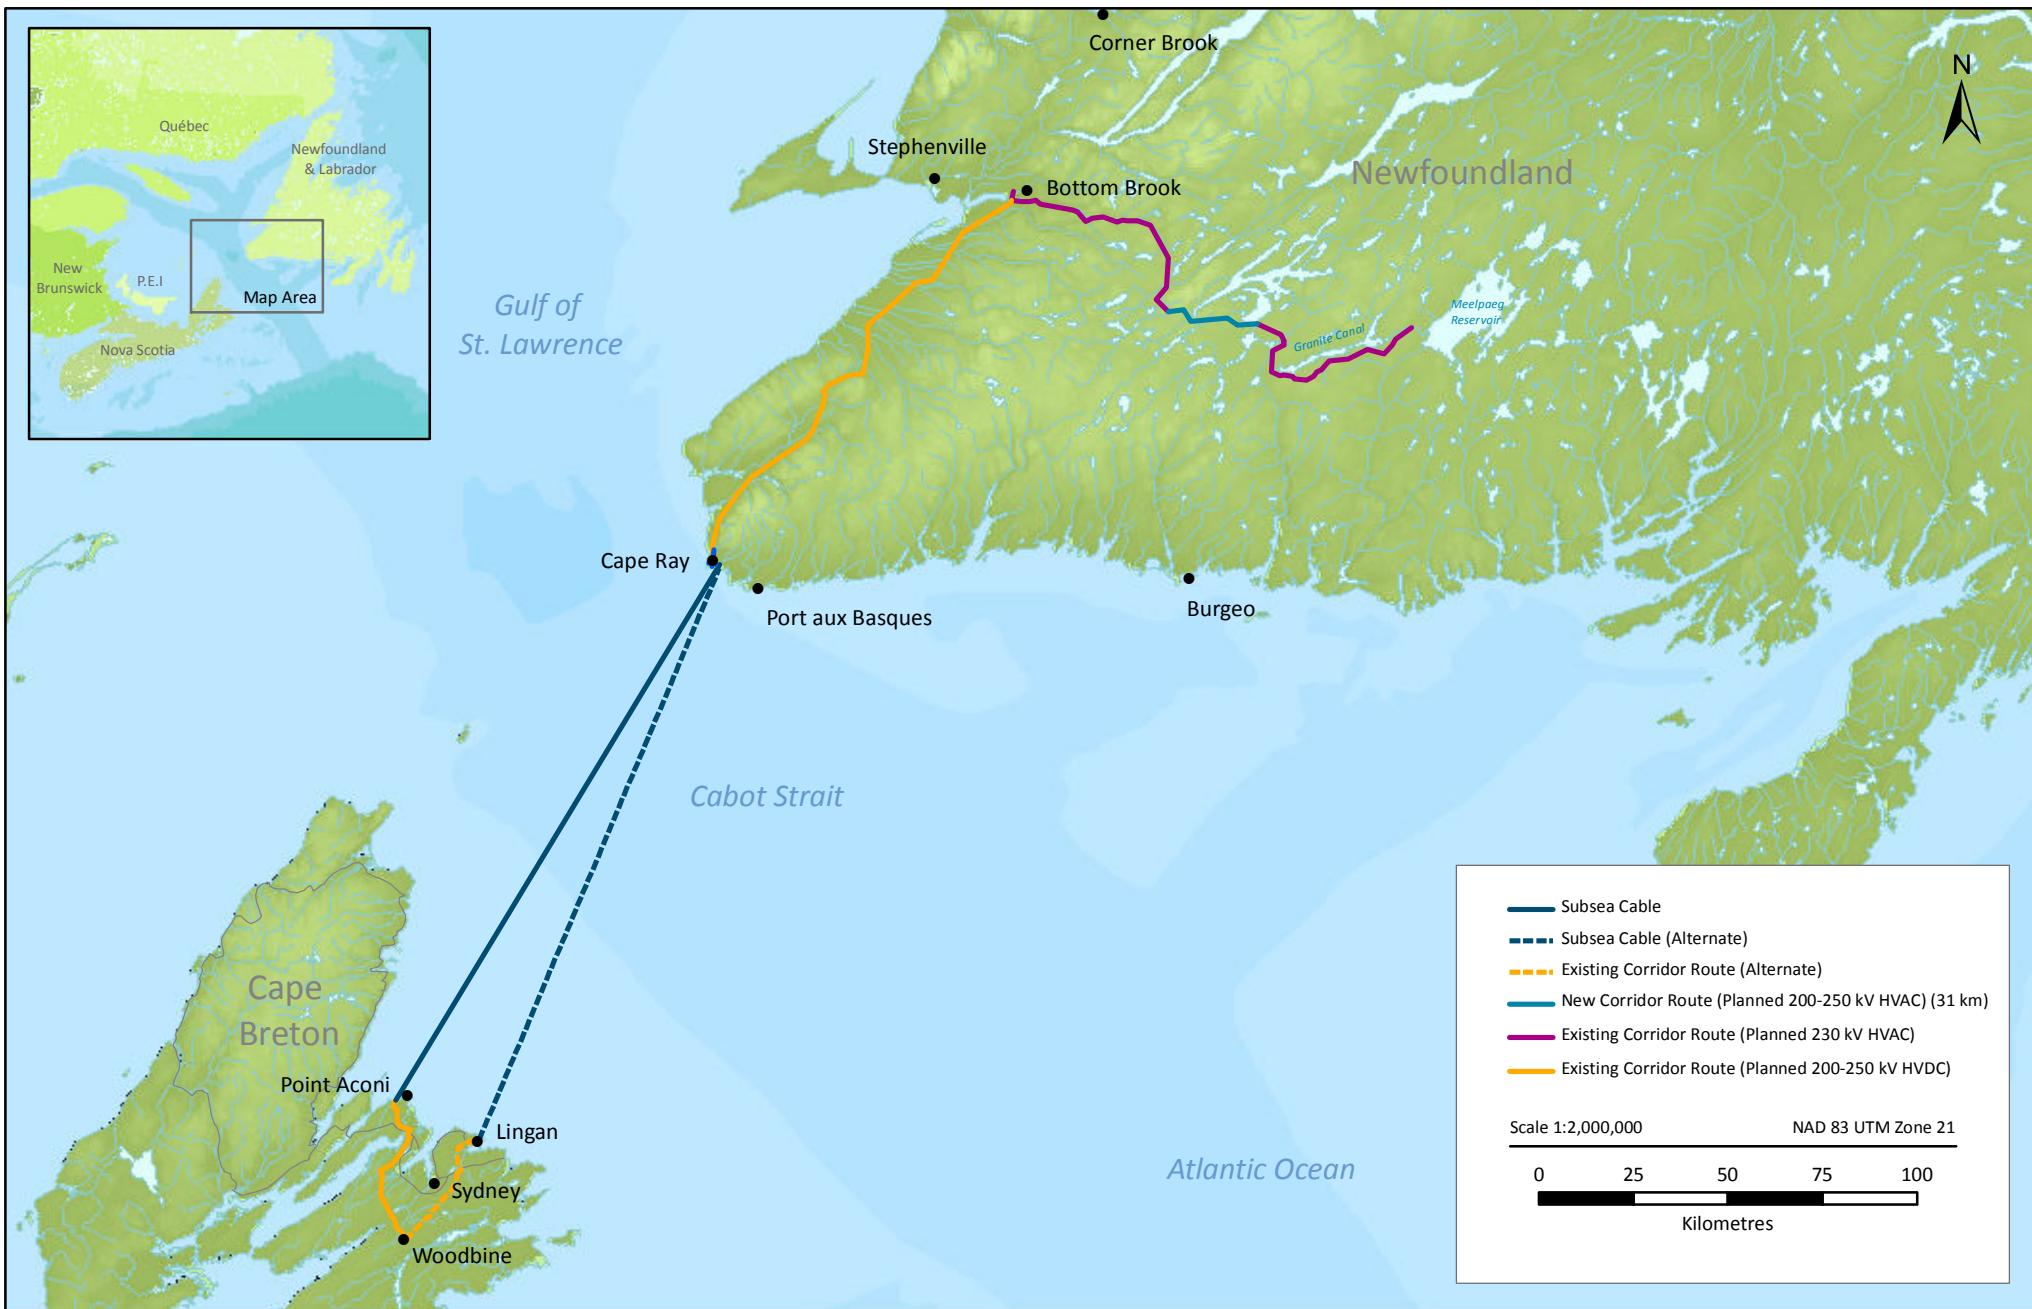 Corner Brook
N
Québec
Newfoundland
& Labrador
New
Brunswick
P.E.I
Map Area
Nova Scotia
Stephenville
Bottom Brook
Newfoundland
Gulf of
St. Lawrence
Meelpaeg
Reservoir
Granite Canal
Cape Ray
Port aux Basques
Burgeo
Cabot Strait
Cape
Breton
Point Aconi
Lingan
Sydney
Woodbine
Atlantic Ocean
Subsea Cable
Subsea Cable (Alternate)
Existing Corridor Route (Alternate)
New Corridor Route (Planned 200-250 kV HVAC) (31 km)
Existing Corridor Route (Planned 230 kV HVAC)
Existing Corridor Route (Planned 200-250 kV HVDC)
Scale 1:2,000,000 NAD 83 UTM Zone 21
0 25 50 75 100
Kilometres